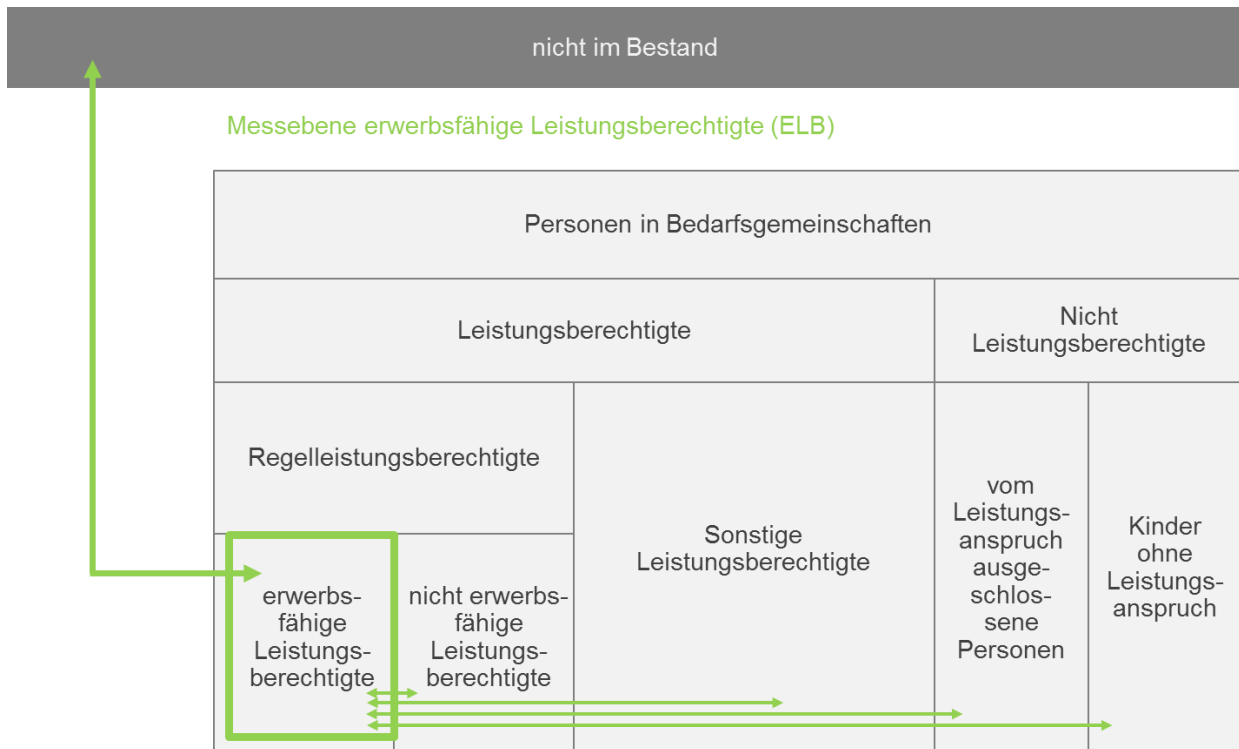 nicht im Bestand
Messebene erwerbsfähige Leistungsberechtigte (ELB)
Personen in Bedarfsgemeinschaften
Leistungsberechtigte
Nicht
Leistungsberechtigte
Regelleistungsberechtigte
erwerbs-
fähige
Leistungs-
berechtigte
nicht erwerbs-
fähige
Leistungs-
berechtigte
Sonstige
Leistungsberechtigte
vom
Leistungs-
anspruch
ausge-
schlos-
sene
Personen
Kinder
ohne
Leistungs-
anspruch